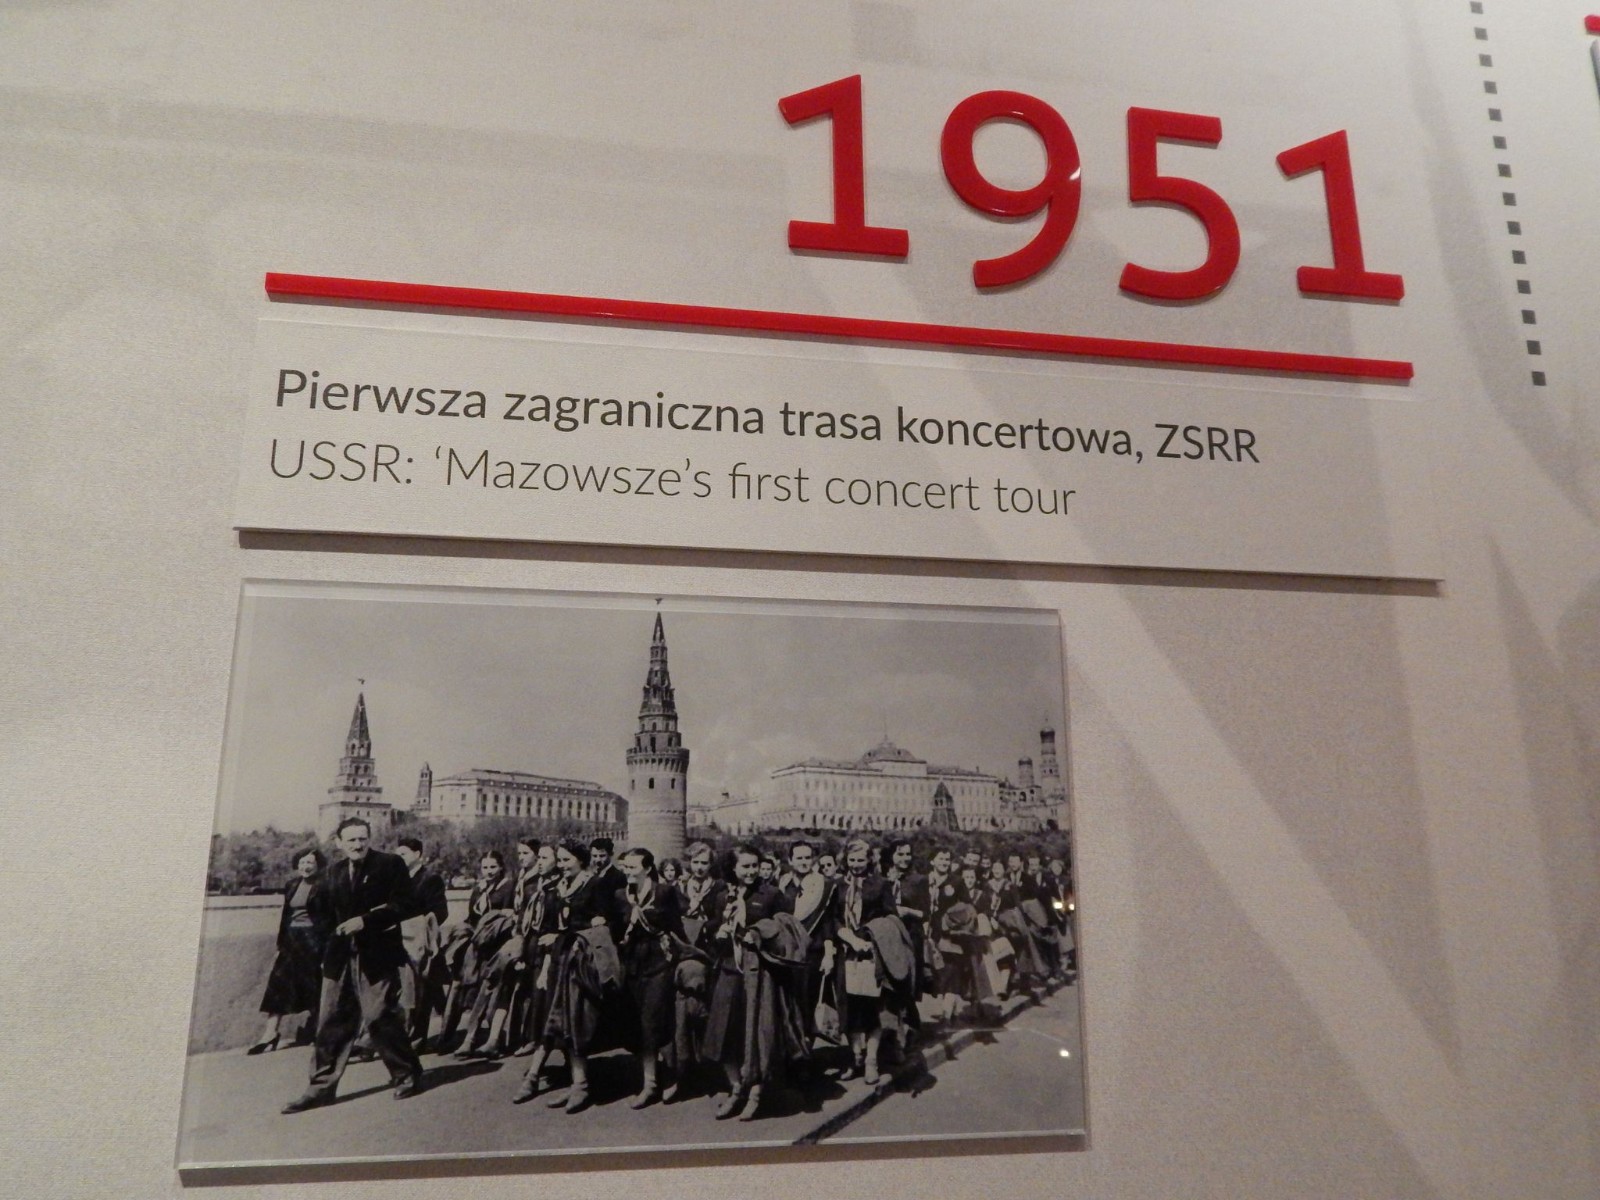 1951
Pierwsza zagraniczna trasa koncertowa, ZSRR
USSR: ‘Mazowsze’s first concert tour